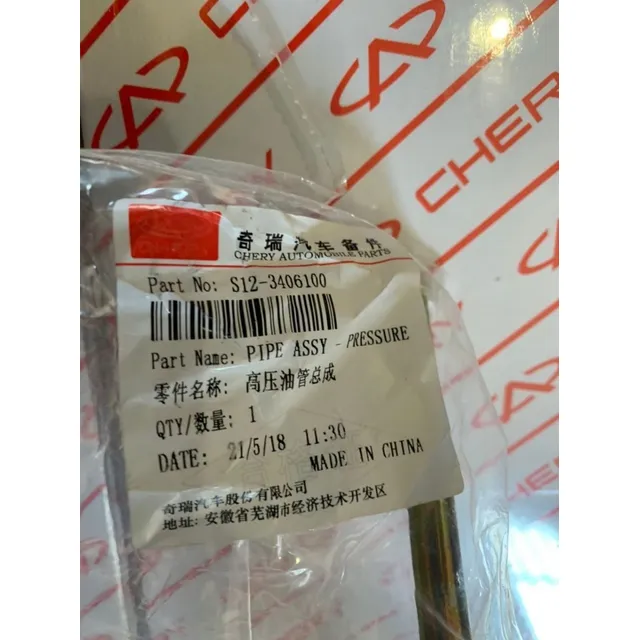 CHERY
CHERY
CHERY
奇瑞汽车备件
CHERY AUTOMOBILE PARTS
Part No: S12-3406100
Part Name: PIPE ASSY - PRESSURE
零件名称: 高压油管总成
QTY/数量: 1
DATE: 21/5/18 11:30
MADE IN CHINA
奇瑞汽车股份有限公司
地址: 安徽省芜湖市经济技术开发区